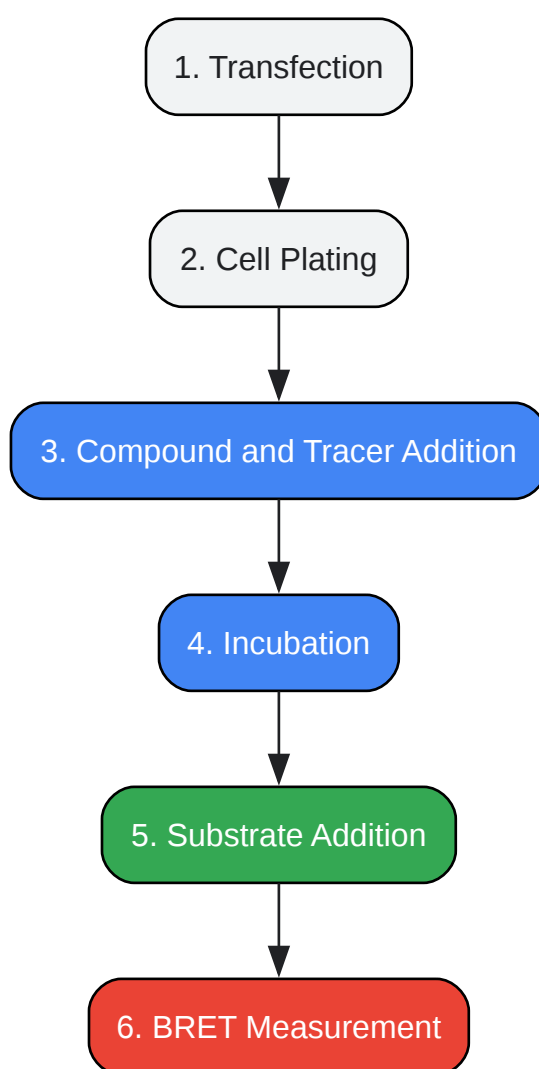 1. Transfection
2. Cell Plating
3. Compound and Tracer Addition
4. Incubation
5. Substrate Addition
6. BRET Measurement